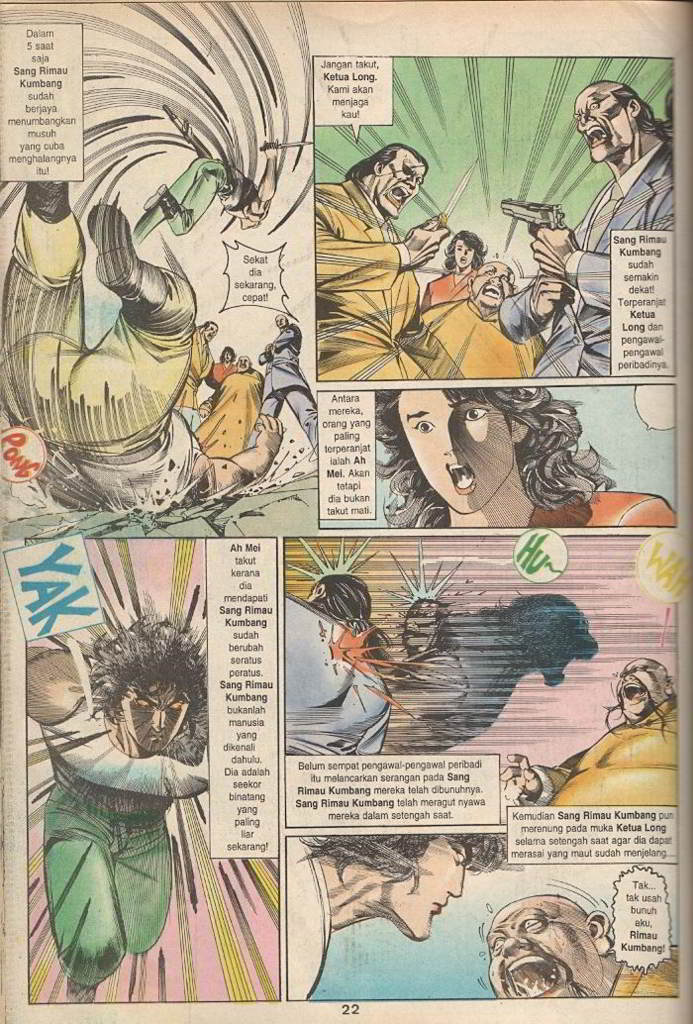 Dalam
5 saat
saja
Sang Rimau
Kumbang
sudah
berjaya
menumbangkan
musuh
yang cuba
menghalangnya
itu!
Sekat
dia
sekarang,
cepat!
PONG
Jangan takut,
Ketua Long.
Kami akan
menjaga
kau!
Sang Rimau
Kumbang
sudah
semakin
dekat!
Terperanjat
Ketua
Long dan
pengawal-
pengawal
peribadinya.
Antara
mereka,
orang yang
paling
terperanjat
ialah Ah
Mei. Akan
tetapi
dia bukan
takut mati.
YAK
Ah Mei
takut
kerana
dia
mendapati
Sang Rimau
Kumbang
sudah
berubah
seratus
peratus.
Sang Rimau
Kumbang
bukanlah
manusia
yang
dikenali
dahulu.
Dia adalah
seekor
binatang
yang
paling
liar
sekarang!
HU~
WA~
Belum sempat pengawal-pengawal peribadi
itu melancarkan serangan pada Sang
Rimau Kumbang mereka telah dibunuhnya.
Sang Rimau Kumbang telah meragut nyawa
mereka dalam setengah saat.
Kemudian Sang Rimau Kumbang pun
merenung pada muka Ketua Long
selama setengah saat agar dia dapat
merasai yang maut sudah menjelang....
Tak...
tak usah
bunuh
aku,
Rimau
Kumbang!
22